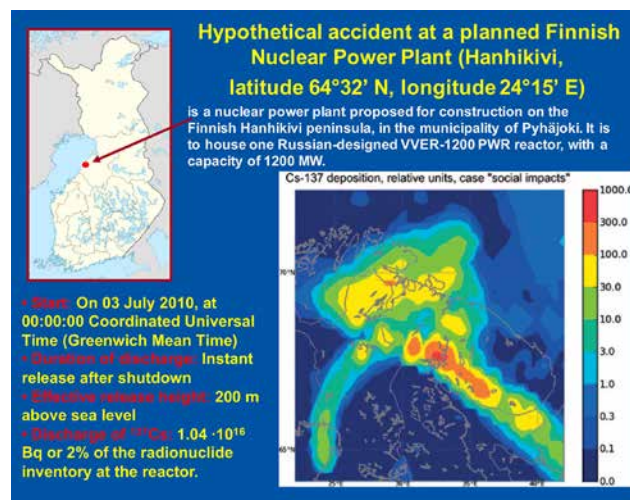 Hypothetical accident at a planned Finnish
Nuclear Power Plant (Hanhikivi,
latitude 64°32' N, longitude 24°15' E)
is a nuclear power plant proposed for construction on the
Finnish Hanhikivi peninsula, in the municipality of Pyhäjoki. It is
to house one Russian-designed VVER-1200 PWR reactor, with a
capacity of 1200 MW.
Cs-137 deposition, relative units, case "social impacts"
1000.0
300.0
100.0
30.0
10.0
3.0
1.0
0.3
0.1
0.0
70°N
65°N
25°E
30°E
35°E
40°E
• Start: On 03 July 2010, at
00:00:00 Coordinated Universal
Time (Greenwich Mean Time)
• Duration of discharge: Instant
release after shutdown
• Effective release height: 200 m
above sea level
• Discharge of ¹³⁷Cs: 1.04 ·10¹⁶
Bq or 2% of the radionuclide
inventory at the reactor.